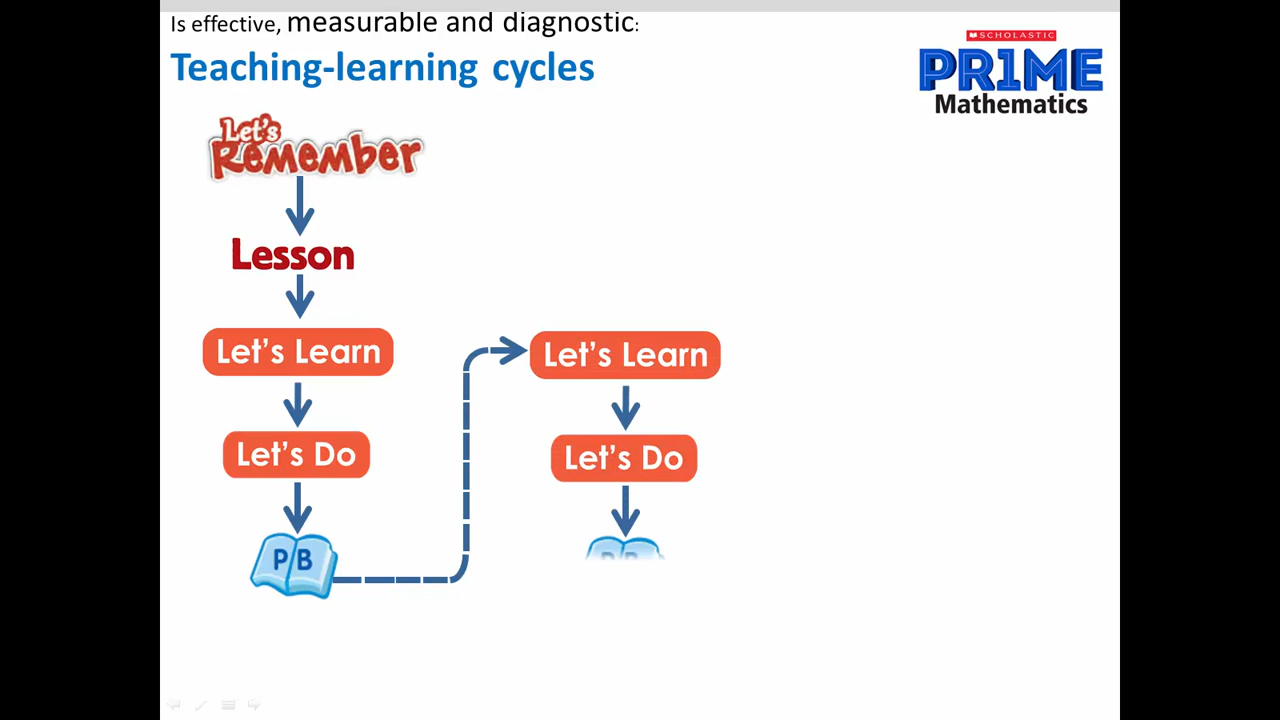 Is effective, measurable and diagnostic:
Teaching-learning cycles
SCHOLASTIC
PR1ME
Mathematics
Let's
Remember
Lesson
Let's Learn
Let's Do
PB
Let's Learn
Let's Do